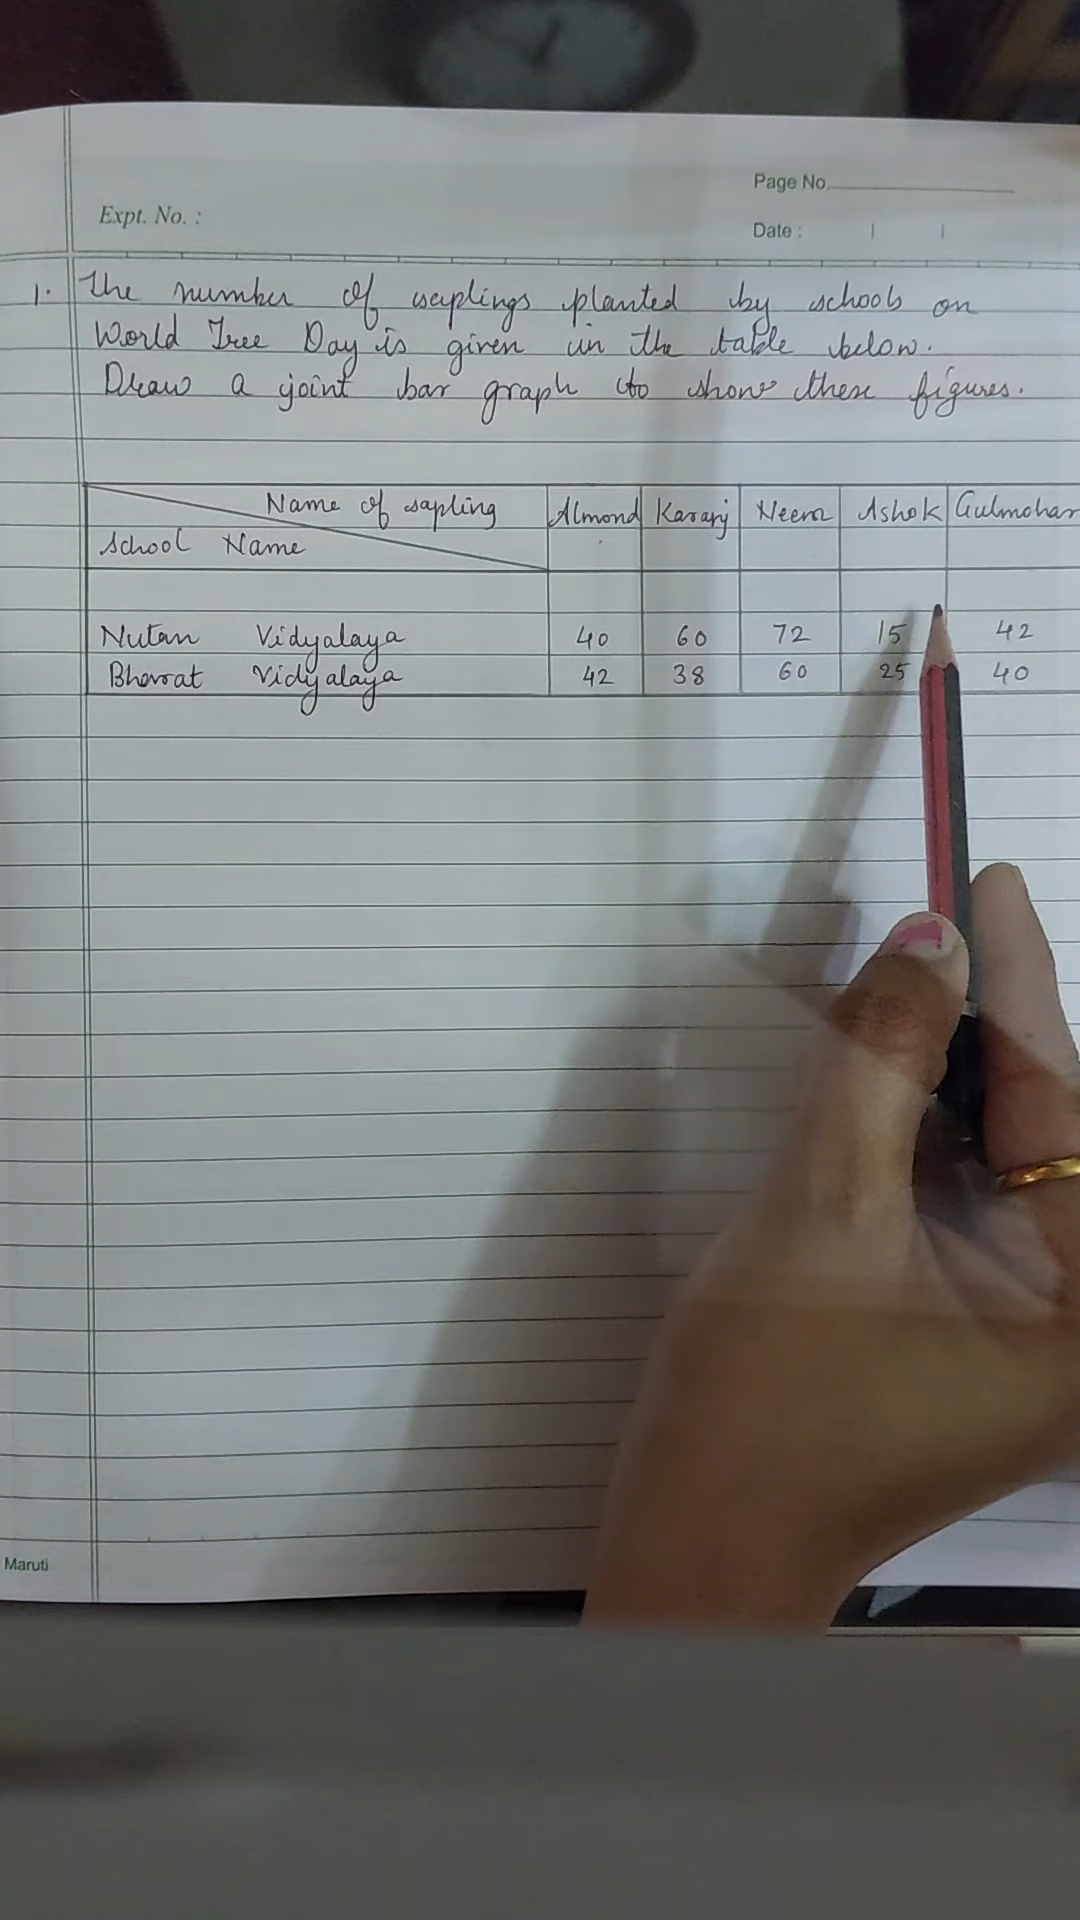 Page No.
Expt. No. :
Date :
1. The number of saplings planted by schools on
World Tree Day is given in the table below.
Draw a joint bar graph to show these figures.
Name of sapling Almond Karanj Neem Ashok Gulmohar
School Name
Nutan Vidyalaya 40 60 72 15 42
Bharat Vidyalaya 42 38 60 25 40
Maruti